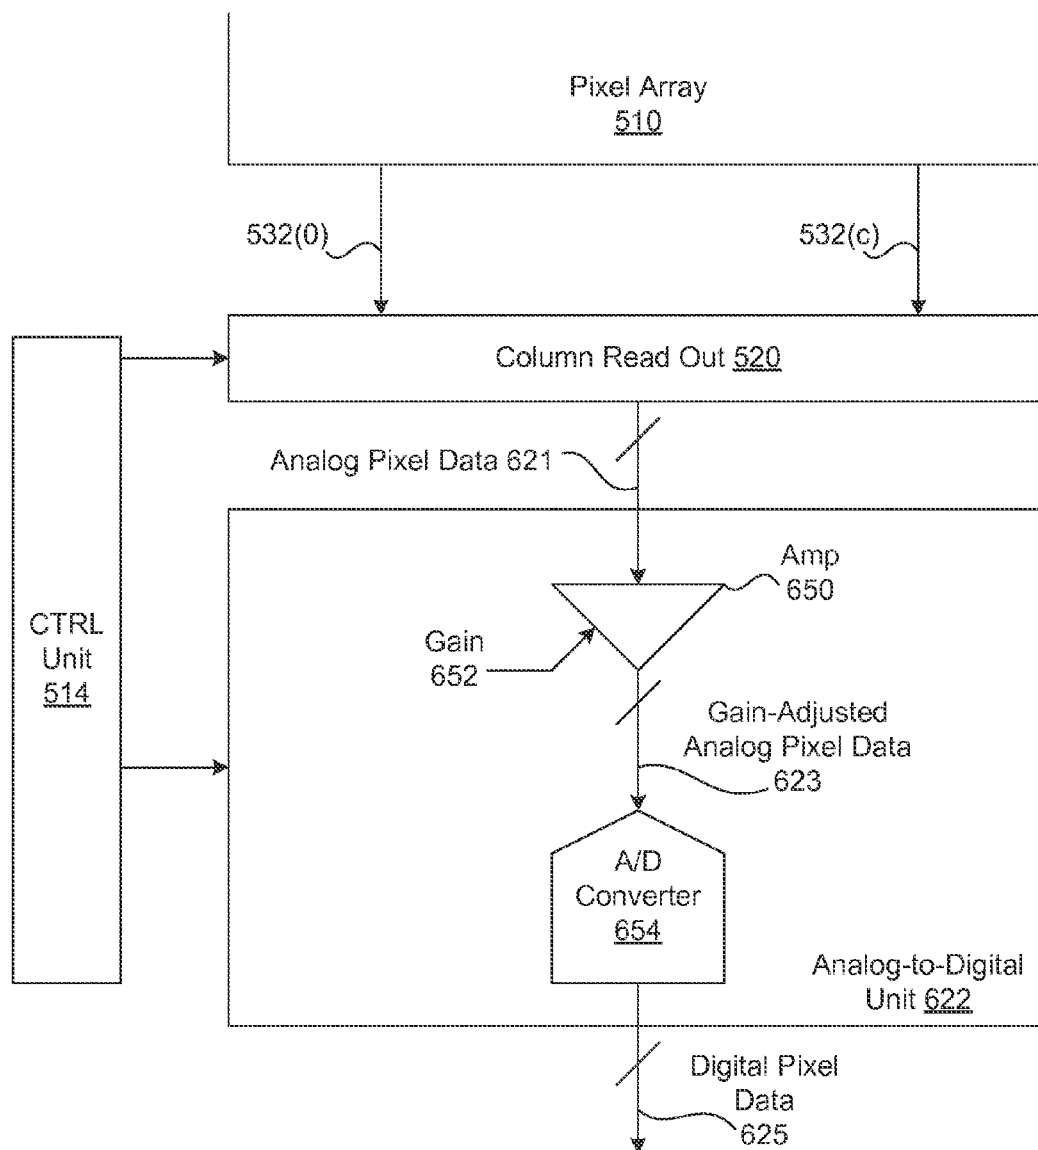 Pixel Array
510
532(0)
532(c)
Column Read Out 520
Analog Pixel Data 621
Amp
650
CTRL
Unit
514
Gain
652
Gain-Adjusted
Analog Pixel Data
623
A/D
Converter
654
Analog-to-Digital
Unit 622
Digital Pixel
Data
625